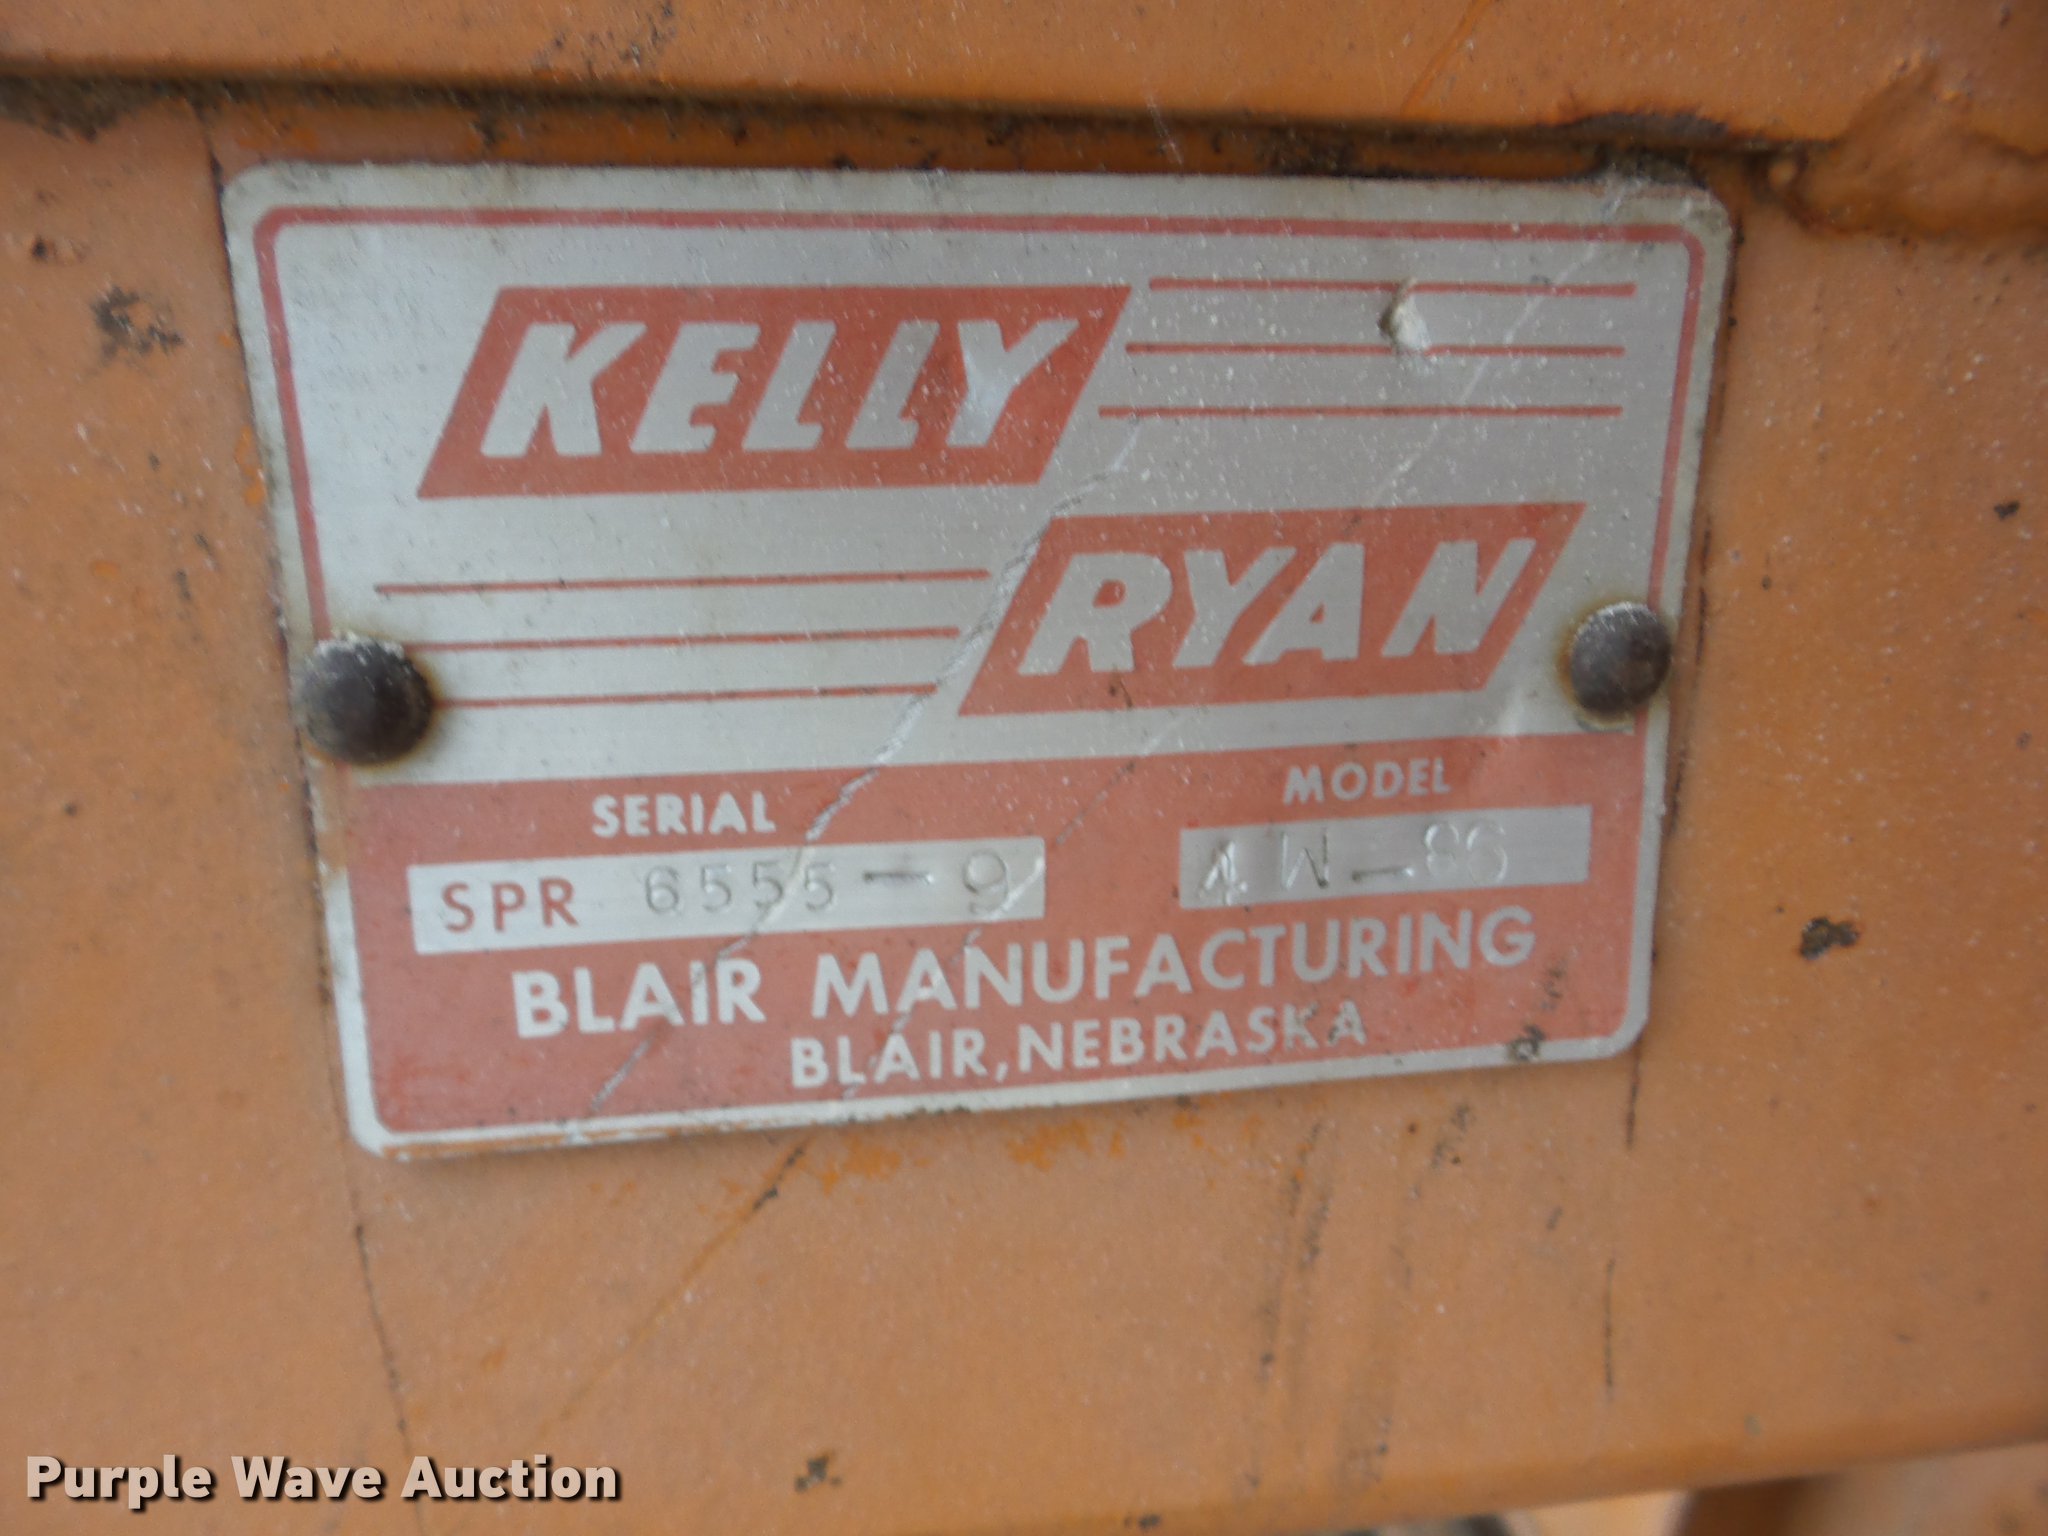 KELLY
RYAN
SERIAL MODEL
SPR 6555-9 4W-86
BLAIR MANUFACTURING
BLAIR, NEBRASKA
Purple Wave Auction